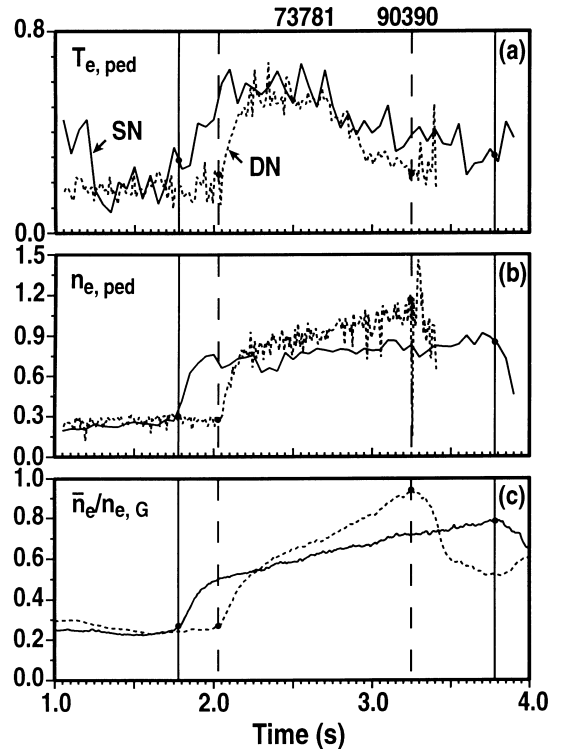 73781 90390
0.8
T e, ped
(a)
SN
DN
0.0
1.5
n e, ped
(b)
1.2
0.9
0.6
0.3
0.0
1.0
n̅e/ne, G
(c)
0.8
0.6
0.4
0.2
0.0
1.0 2.0 3.0 4.0
Time (s)